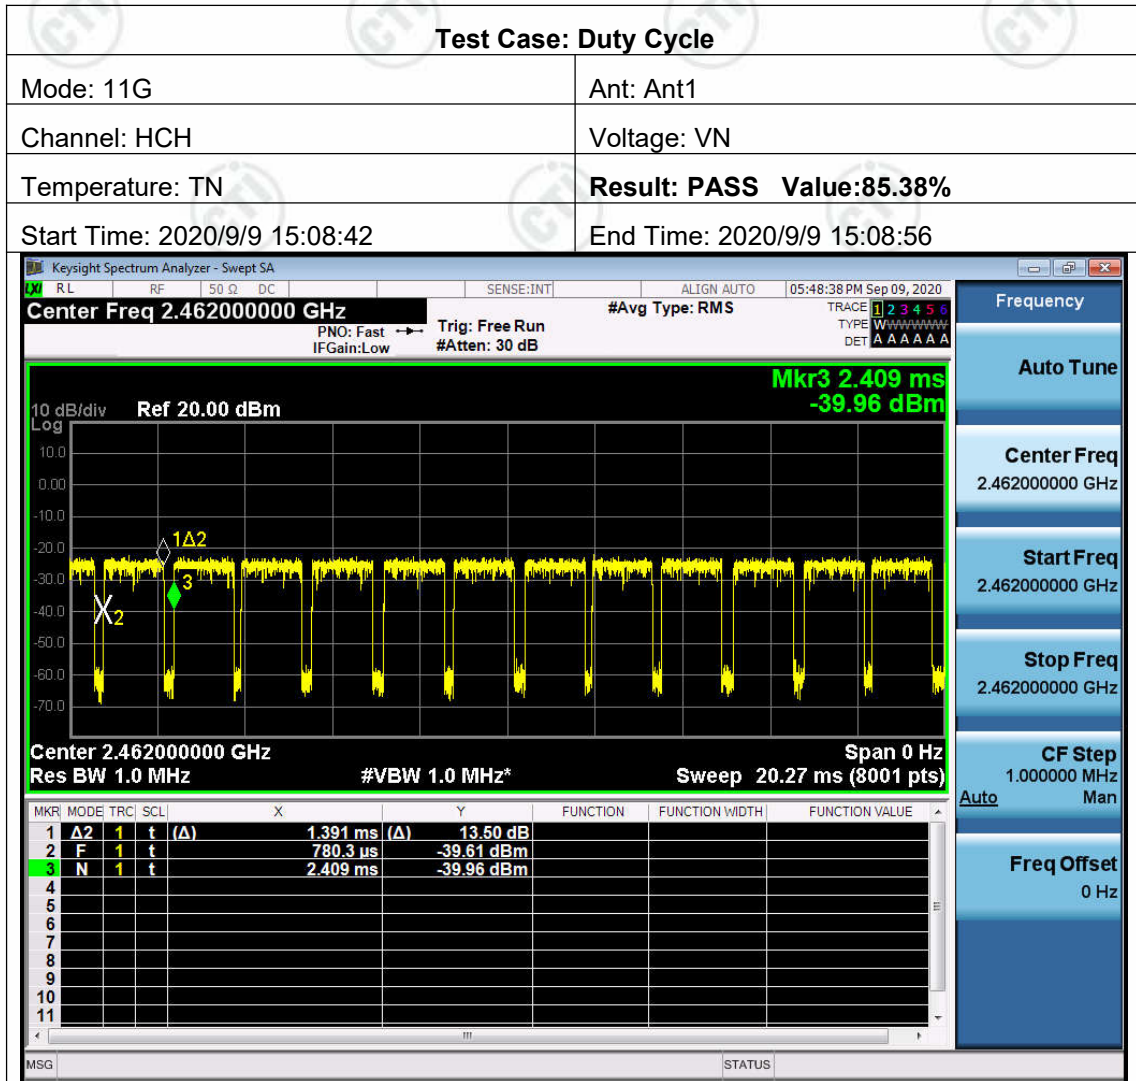 Test Case: Duty Cycle
Mode: 11G
Ant: Ant1
Channel: HCH
Voltage: VN
Temperature: TN
Result: PASS Value:85.38%
Start Time: 2020/9/9 15:08:42
End Time: 2020/9/9 15:08:56
Keysight Spectrum Analyzer - Swept SA
LXI RL RF 50 Ω DC SENSE:INT ALIGN AUTO 05:48:38 PM Sep 09, 2020
Center Freq 2.462000000 GHz
#Avg Type: RMS
TRACE 1 2 3 4 5 6
PNO: Fast
Trig: Free Run
TYPE WWWWWW
IFGain:Low
#Atten: 30 dB
DET A A A A A A
Mkr3 2.409 ms
-39.96 dBm
10 dB/div Ref 20.00 dBm
Log
10.0
0.00
-10.0
-20.0
-30.0
-40.0
-50.0
-60.0
-70.0
1Δ2
3
2
Center 2.462000000 GHz
Span 0 Hz
Res BW 1.0 MHz
#VBW 1.0 MHz*
Sweep 20.27 ms (8001 pts)
MKR MODE TRC SCL X Y FUNCTION FUNCTION WIDTH FUNCTION VALUE
1 Δ2 1 t (Δ) 1.391 ms (Δ) 13.50 dB
2 F 1 t 780.3 µs -39.61 dBm
3 N 1 t 2.409 ms -39.96 dBm
4
5
6
7
8
9
10
11
MSG
STATUS
Frequency
Auto Tune
Center Freq
2.462000000 GHz
Start Freq
2.462000000 GHz
Stop Freq
2.462000000 GHz
CF Step
1.000000 MHz
Auto Man
Freq Offset
0 Hz
CTI
CTI
CTI
CTI
CTI
CTI